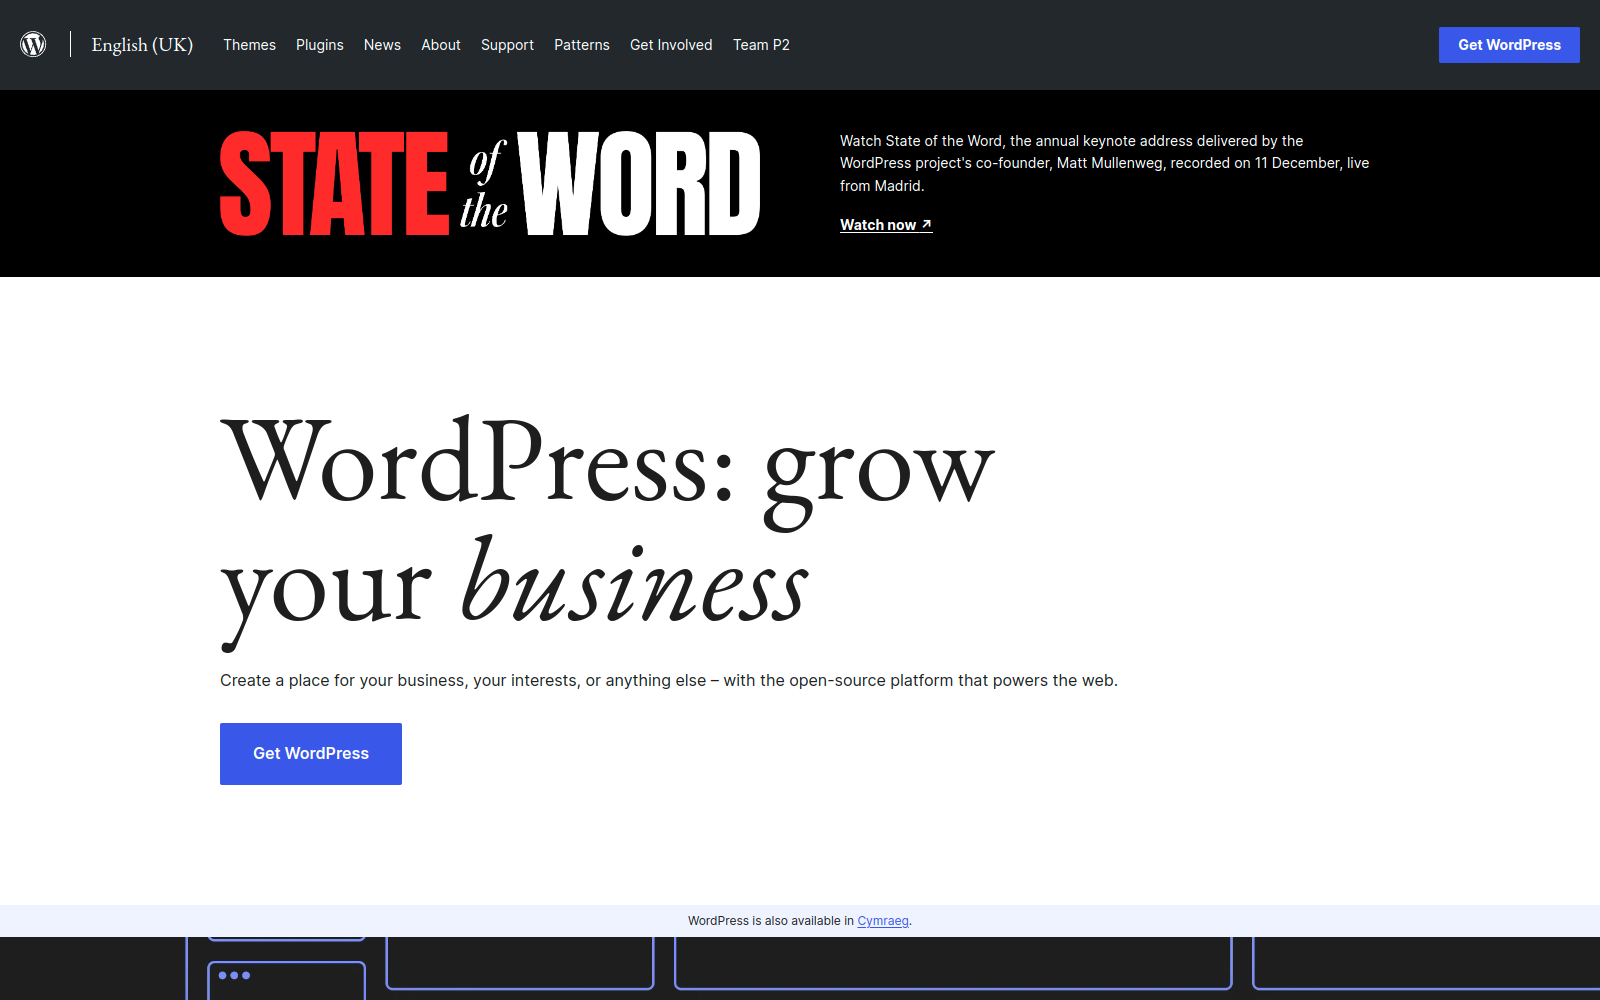 English (UK)
Themes
Plugins
News
About
Support
Patterns
Get Involved
Team P2
Get WordPress
STATE of the WORD
Watch State of the Word, the annual keynote address delivered by the
WordPress project's co-founder, Matt Mullenweg, recorded on 11 December, live
from Madrid.
Watch now ↗
WordPress: grow
your business
Create a place for your business, your interests, or anything else – with the open-source platform that powers the web.
Get WordPress
WordPress is also available in Cymraeg.